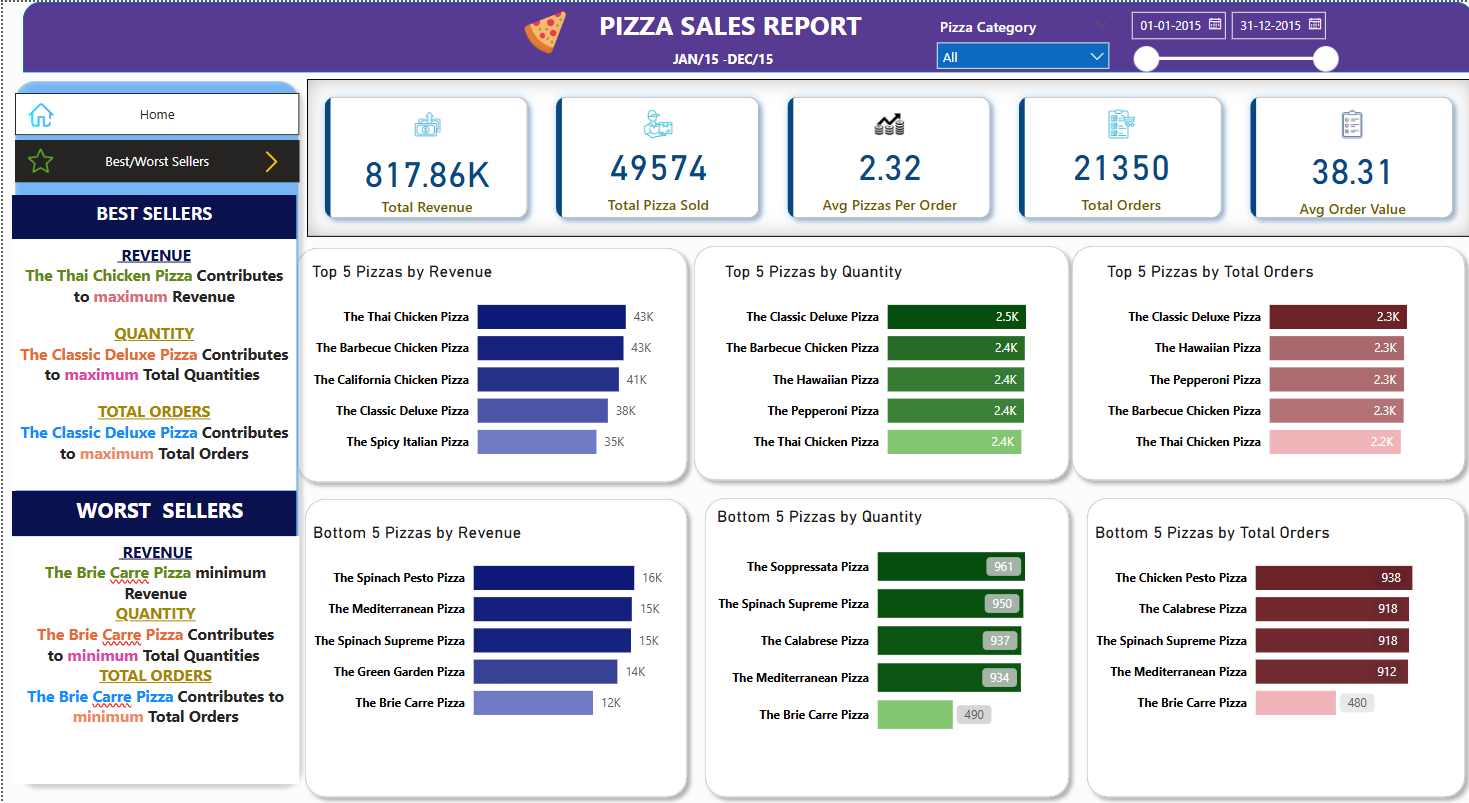 PIZZA SALES REPORT
JAN/15 -DEC/15
Pizza Category
All
01-01-2015
31-12-2015
Home
Best/Worst Sellers
BEST SELLERS
REVENUE
The Thai Chicken Pizza Contributes
to maximum Revenue
QUANTITY
The Classic Deluxe Pizza Contributes
to maximum Total Quantities
TOTAL ORDERS
The Classic Deluxe Pizza Contributes
to maximum Total Orders
WORST SELLERS
REVENUE
The Brie Carre Pizza minimum
Revenue
QUANTITY
The Brie Carre Pizza Contributes
to minimum Total Quantities
TOTAL ORDERS
The Brie Carre Pizza Contributes to
minimum Total Orders
817.86K
Total Revenue
49574
Total Pizza Sold
2.32
Avg Pizzas Per Order
21350
Total Orders
38.31
Avg Order Value
Top 5 Pizzas by Revenue
The Thai Chicken Pizza 43K
The Barbecue Chicken Pizza 43K
The California Chicken Pizza 41K
The Classic Deluxe Pizza 38K
The Spicy Italian Pizza 35K
Top 5 Pizzas by Quantity
The Classic Deluxe Pizza 2.5K
The Barbecue Chicken Pizza 2.4K
The Hawaiian Pizza 2.4K
The Pepperoni Pizza 2.4K
The Thai Chicken Pizza 2.4K
Top 5 Pizzas by Total Orders
The Classic Deluxe Pizza 2.3K
The Hawaiian Pizza 2.3K
The Pepperoni Pizza 2.3K
The Barbecue Chicken Pizza 2.3K
The Thai Chicken Pizza 2.2K
Bottom 5 Pizzas by Revenue
The Spinach Pesto Pizza 16K
The Mediterranean Pizza 15K
The Spinach Supreme Pizza 15K
The Green Garden Pizza 14K
The Brie Carre Pizza 12K
Bottom 5 Pizzas by Quantity
The Soppressata Pizza 961
The Spinach Supreme Pizza 950
The Calabrese Pizza 937
The Mediterranean Pizza 934
The Brie Carre Pizza 490
Bottom 5 Pizzas by Total Orders
The Chicken Pesto Pizza 938
The Calabrese Pizza 918
The Spinach Supreme Pizza 918
The Mediterranean Pizza 912
The Brie Carre Pizza 480